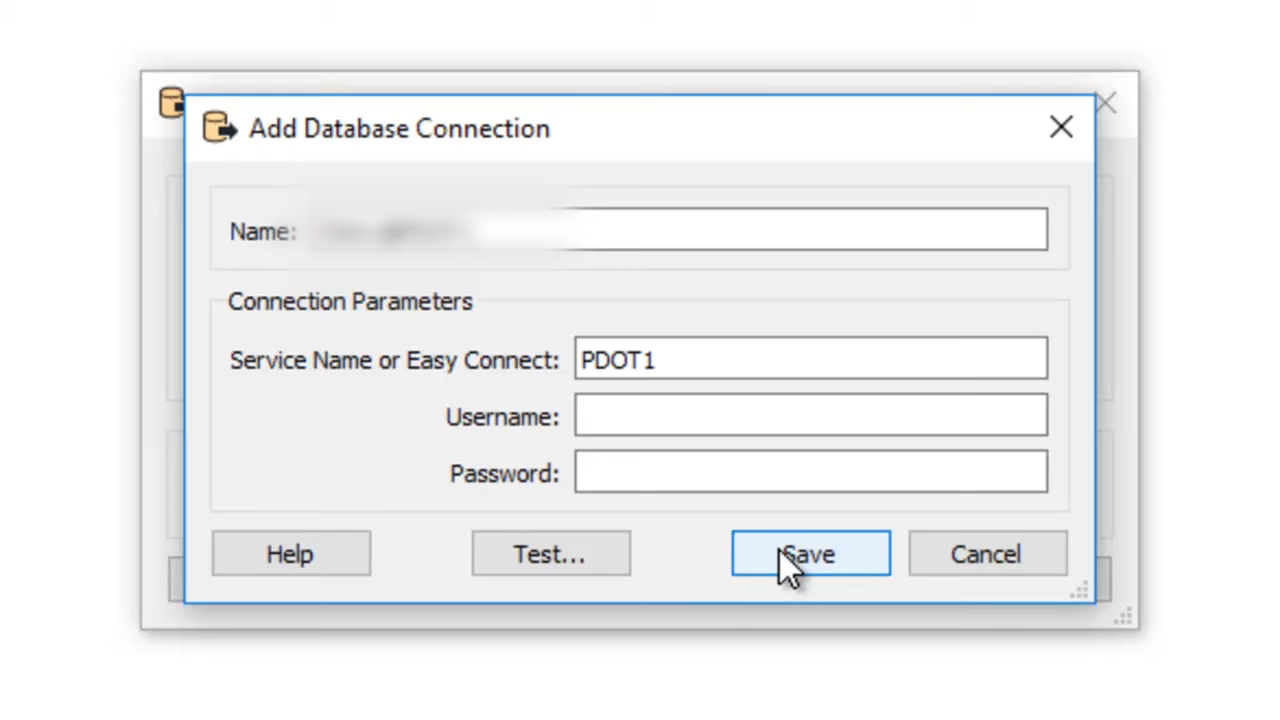 Add Database Connection
Name:
Connection Parameters
Service Name or Easy Connect: PDOT1
Username:
Password:
Help Test... Save Cancel